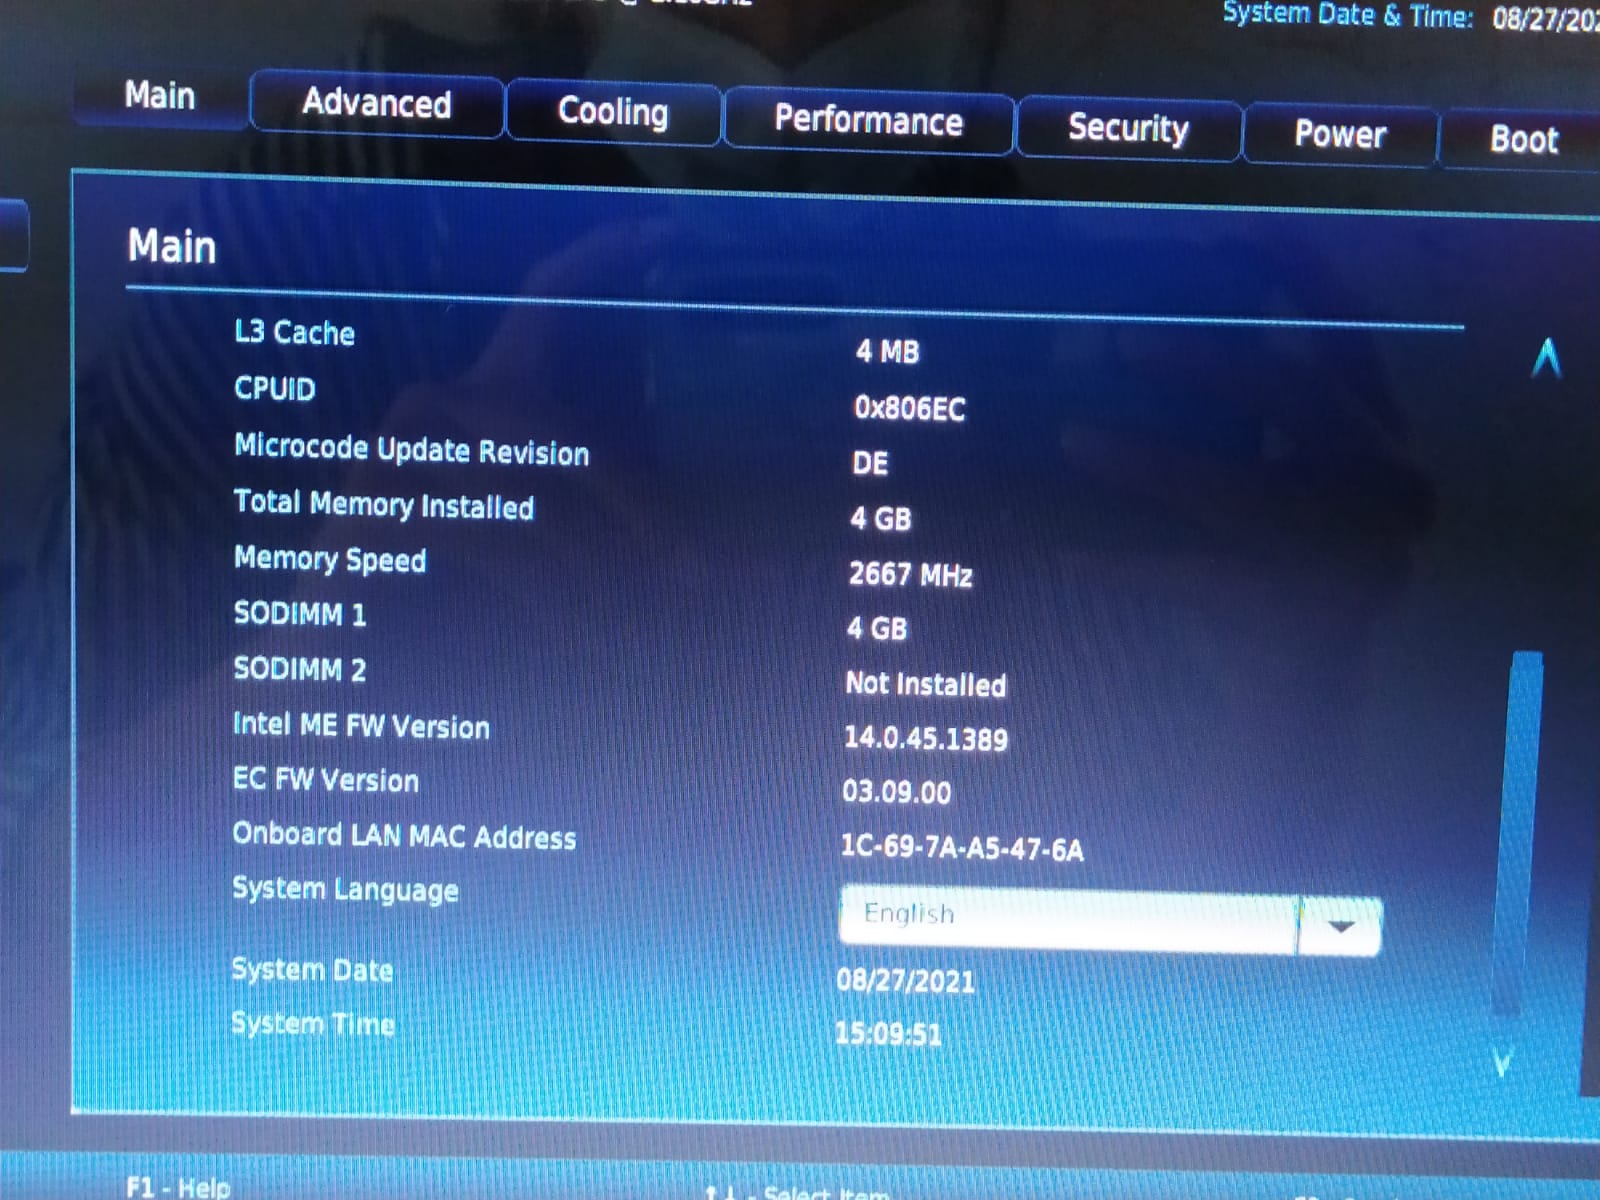 System Date & Time: 08/27/202
Main Advanced Cooling Performance Security Power Boot
Main
L3 Cache 4 MB
CPUID 0x806EC
Microcode Update Revision DE
Total Memory Installed 4 GB
Memory Speed 2667 MHz
SODIMM 1 4 GB
SODIMM 2 Not Installed
Intel ME FW Version 14.0.45.1389
EC FW Version 03.09.00
Onboard LAN MAC Address 1C-69-7A-A5-47-6A
System Language English
System Date 08/27/2021
System Time 15:09:51
F1 - Help ↑↓ - Select Item